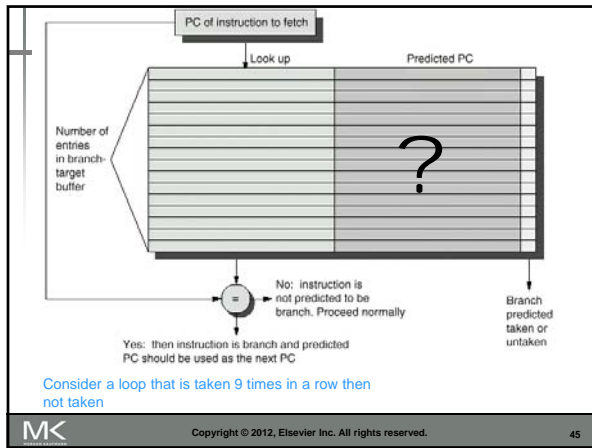 PC of instruction to fetch
Look up
Predicted PC
Number of
entries
in branch-
target
buffer
?
=
No: instruction is
not predicted to be
branch. Proceed normally
Branch
predicted
taken or
untaken
Yes: then instruction is branch and predicted
PC should be used as the next PC
Consider a loop that is taken 9 times in a row then
not taken
MK
Copyright © 2012, Elsevier Inc. All rights reserved.
45